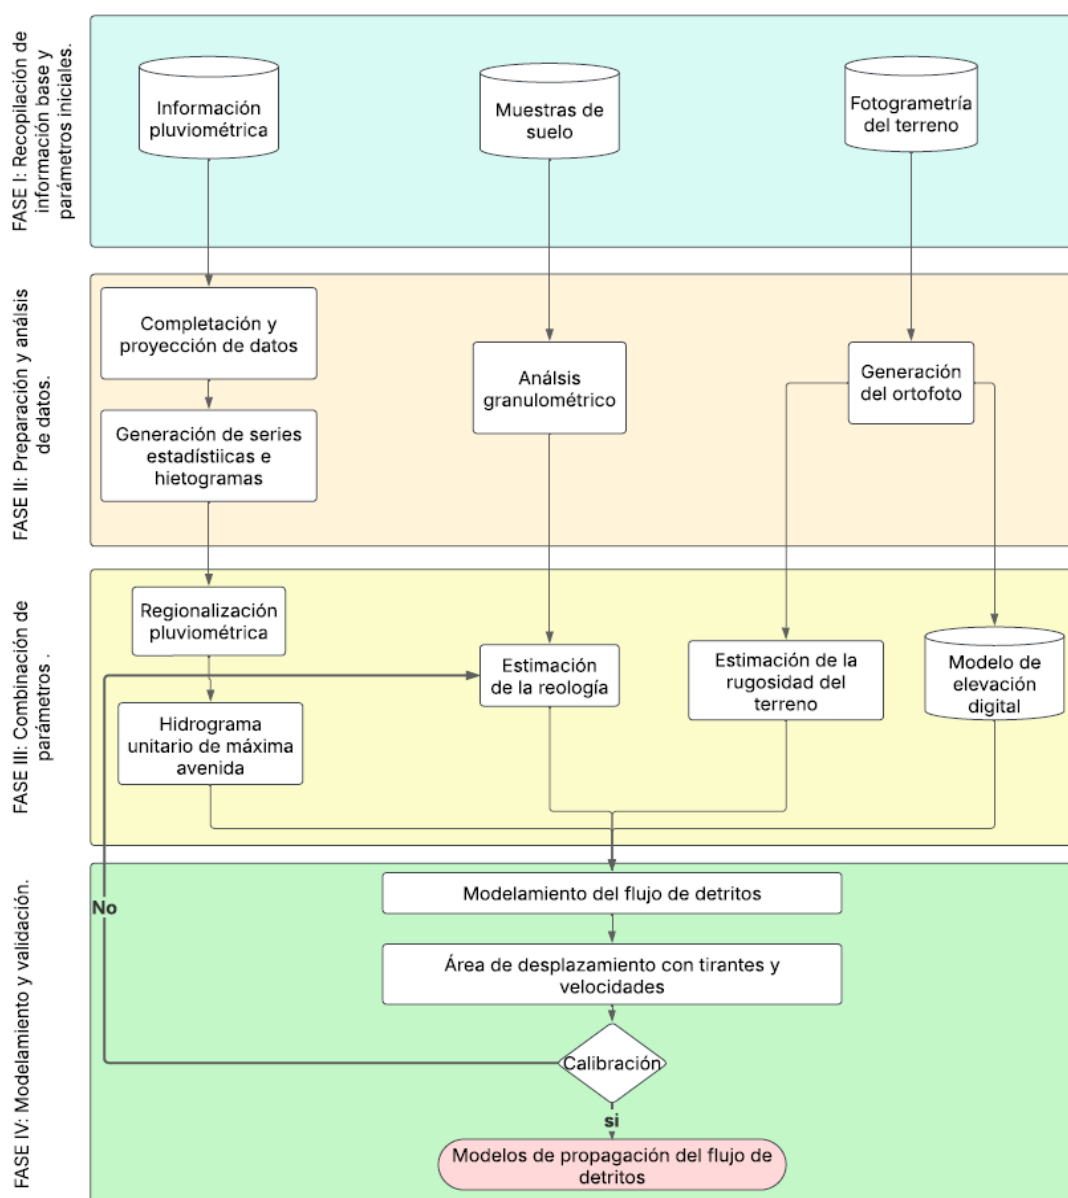 FASE I: Recopilación de
información base y
parámetros iniciales.
Información
pluviométrica
Muestras de
suelo
Fotogrametría
del terreno
FASE II: Preparación y análisis
de datos.
Completación y
proyección de datos
Generación de series
estadístiicas e
hietogramas
Análsis
granulométrico
Generación
del ortofoto
FASE III: Combinación de
parámetros .
Regionalización
pluviométrica
Hidrograma
unitario de máxima
avenida
Estimación
de la reología
Estimación de la
rugosidad del
terreno
Modelo de
elevación
digital
FASE IV: Modelamiento y validación.
Modelamiento del flujo de detritos
Área de desplazamiento con tirantes y
velocidades
Calibración
No
si
Modelos de propagación del flujo de
detritos